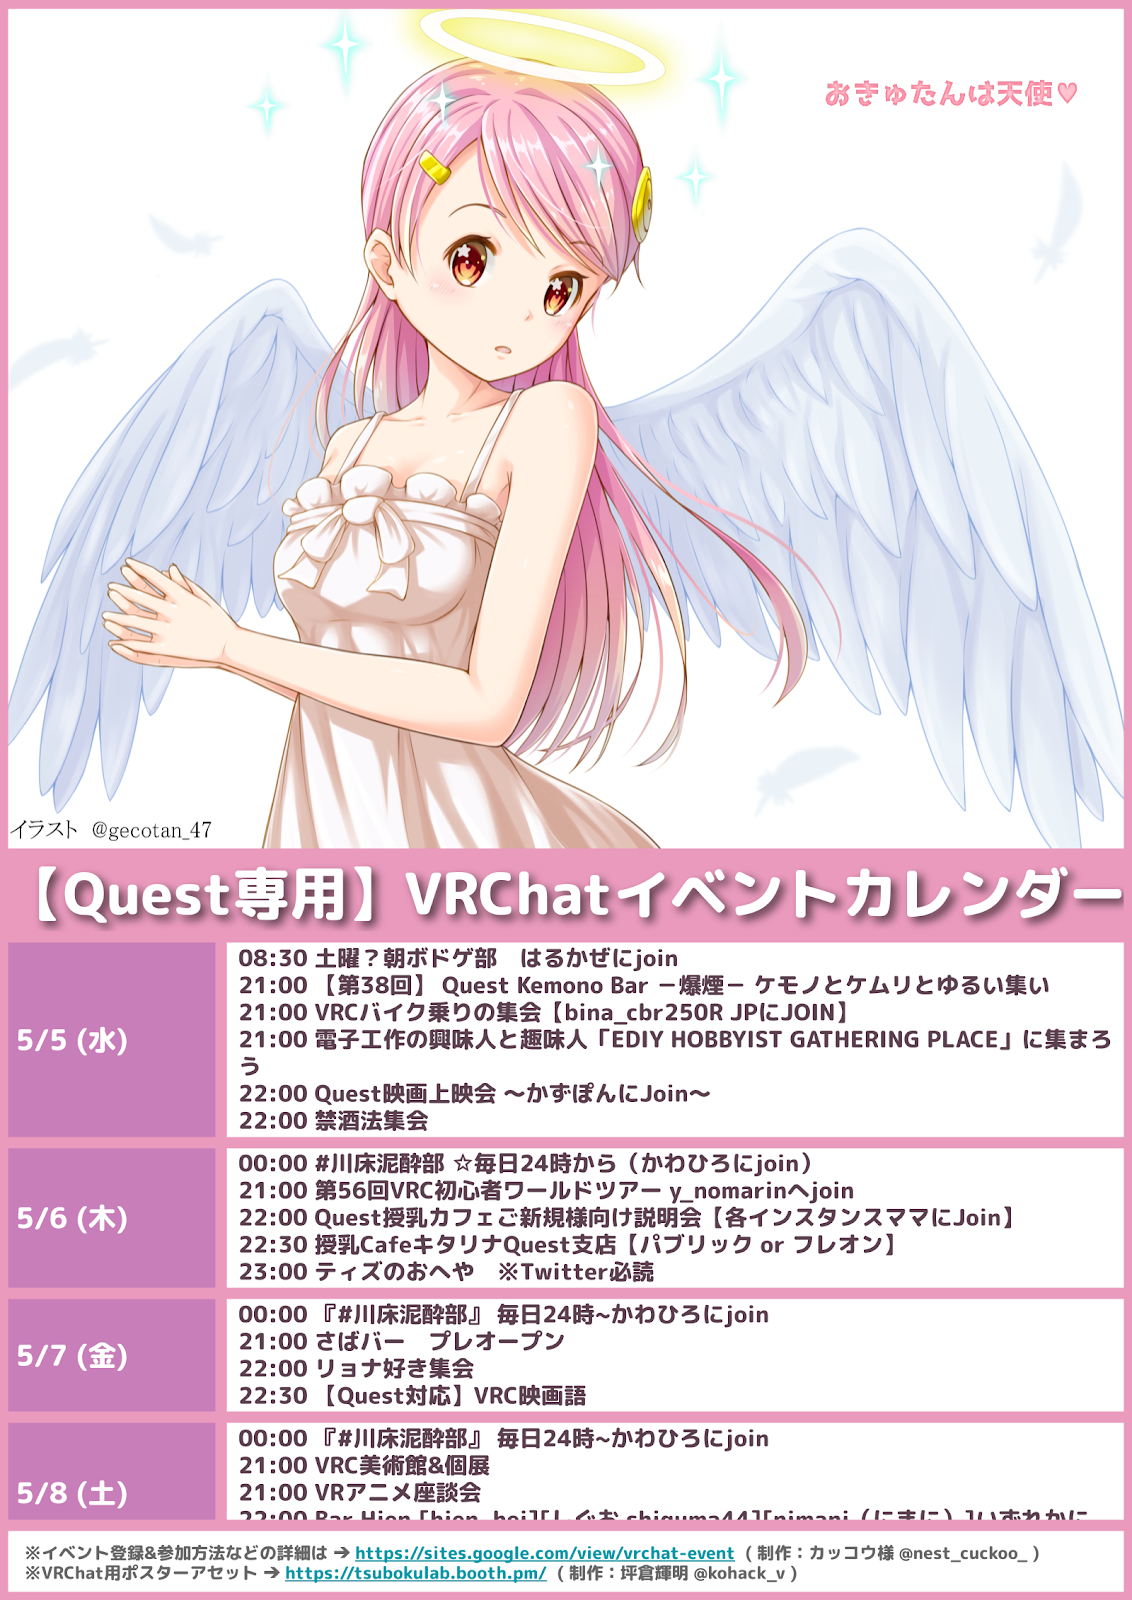 おきゅたんは天使♥
イラスト @gecotan_47
【Quest専用】VRChatイベントカレンダー
5/5 (水)
08:30 土曜？朝ボドゲ部　はるかぜにjoin
21:00 【第38回】 Quest Kemono Bar －爆煙－ ケモノとケムリとゆるい集い
21:00 VRCバイク乗りの集会【bina_cbr250R JPにJOIN】
21:00 電子工作の興味人と趣味人「EDIY HOBBYIST GATHERING PLACE」に集まろ
う
22:00 Quest映画上映会 ～かずぽんにJoin～
22:00 禁酒法集会
5/6 (木)
00:00 #川床泥酔部 ☆毎日24時から（かわひろにjoin）
21:00 第56回VRC初心者ワールドツアー y_nomarinへjoin
22:00 Quest授乳カフェご新規様向け説明会【各インスタンスママにJoin】
22:30 授乳CafeキタリナQuest支店【パブリック or フレオン】
23:00 ティズのおへや　※Twitter必読
5/7 (金)
00:00 『#川床泥酔部』 毎日24時~かわひろにjoin
21:00 さばバー　プレオープン
22:00 リョナ好き集会
22:30 【Quest対応】VRC映画語
5/8 (土)
00:00 『#川床泥酔部』 毎日24時~かわひろにjoin
21:00 VRC美術館&個展
21:00 VRアニメ座談会
22:00 Bar Hien [hien_hei][しぐお shiguma44][nimani（にまに）]いずれかに
※イベント登録&参加方法などの詳細は → https://sites.google.com/view/vrchat-event ( 制作：カッコウ様 @nest_cuckoo_ )
※VRChat用ポスターアセット → https://tsubokulab.booth.pm/ ( 制作：坪倉輝明 @kohack_v )